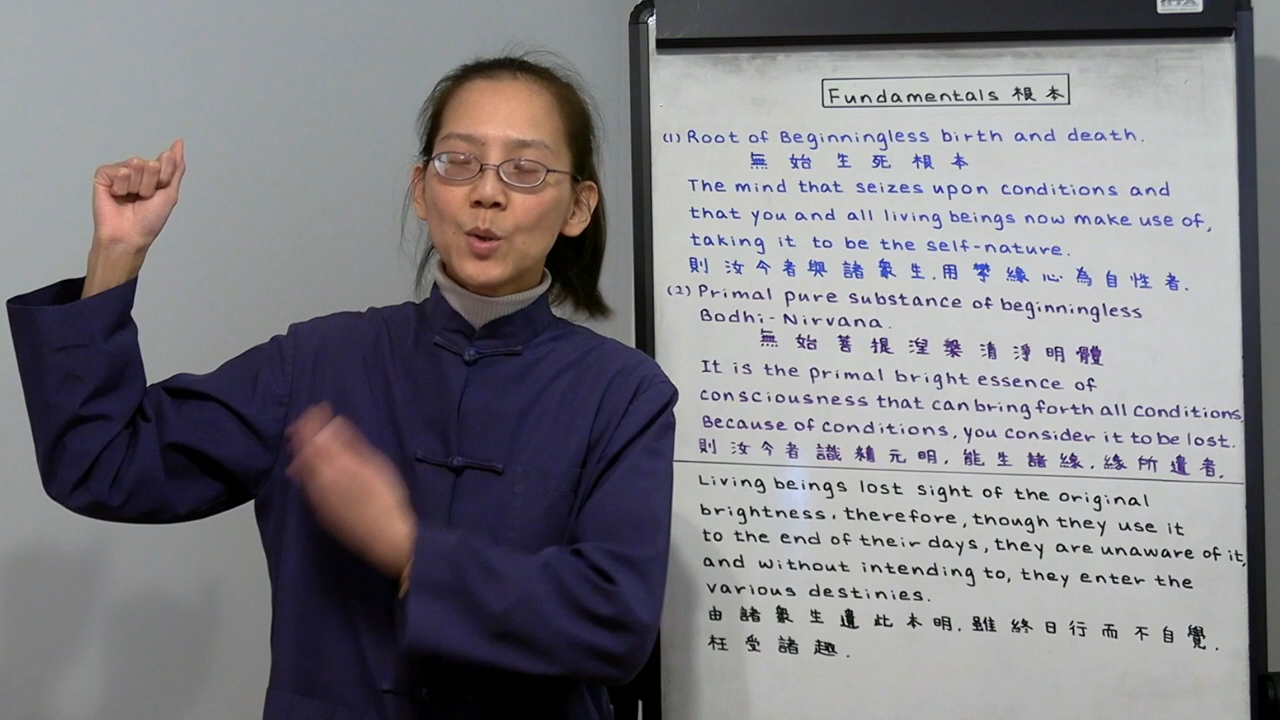 Fundamentals 根本
(1) Root of Beginningless birth and death.
無始生死根本
The mind that seizes upon conditions and
that you and all living beings now make use of,
taking it to be the self-nature.
則汝今者與諸衆生.用攀緣心為自性者.
(2) Primal pure substance of beginningless
Bodhi-Nirvana.
無始菩提涅槃清淨明體
It is the primal bright essence of
consciousness that can bring forth all conditions.
Because of conditions, you consider it to be lost.
則汝今者識精元明.能生諸緣.緣所遺者.
Living beings lost sight of the original
brightness, therefore, though they use it
to the end of their days, they are unaware of it,
and without intending to, they enter the
various destinies.
由諸衆生遺此本明.雖終日行而不自覺.
枉受諸趣.